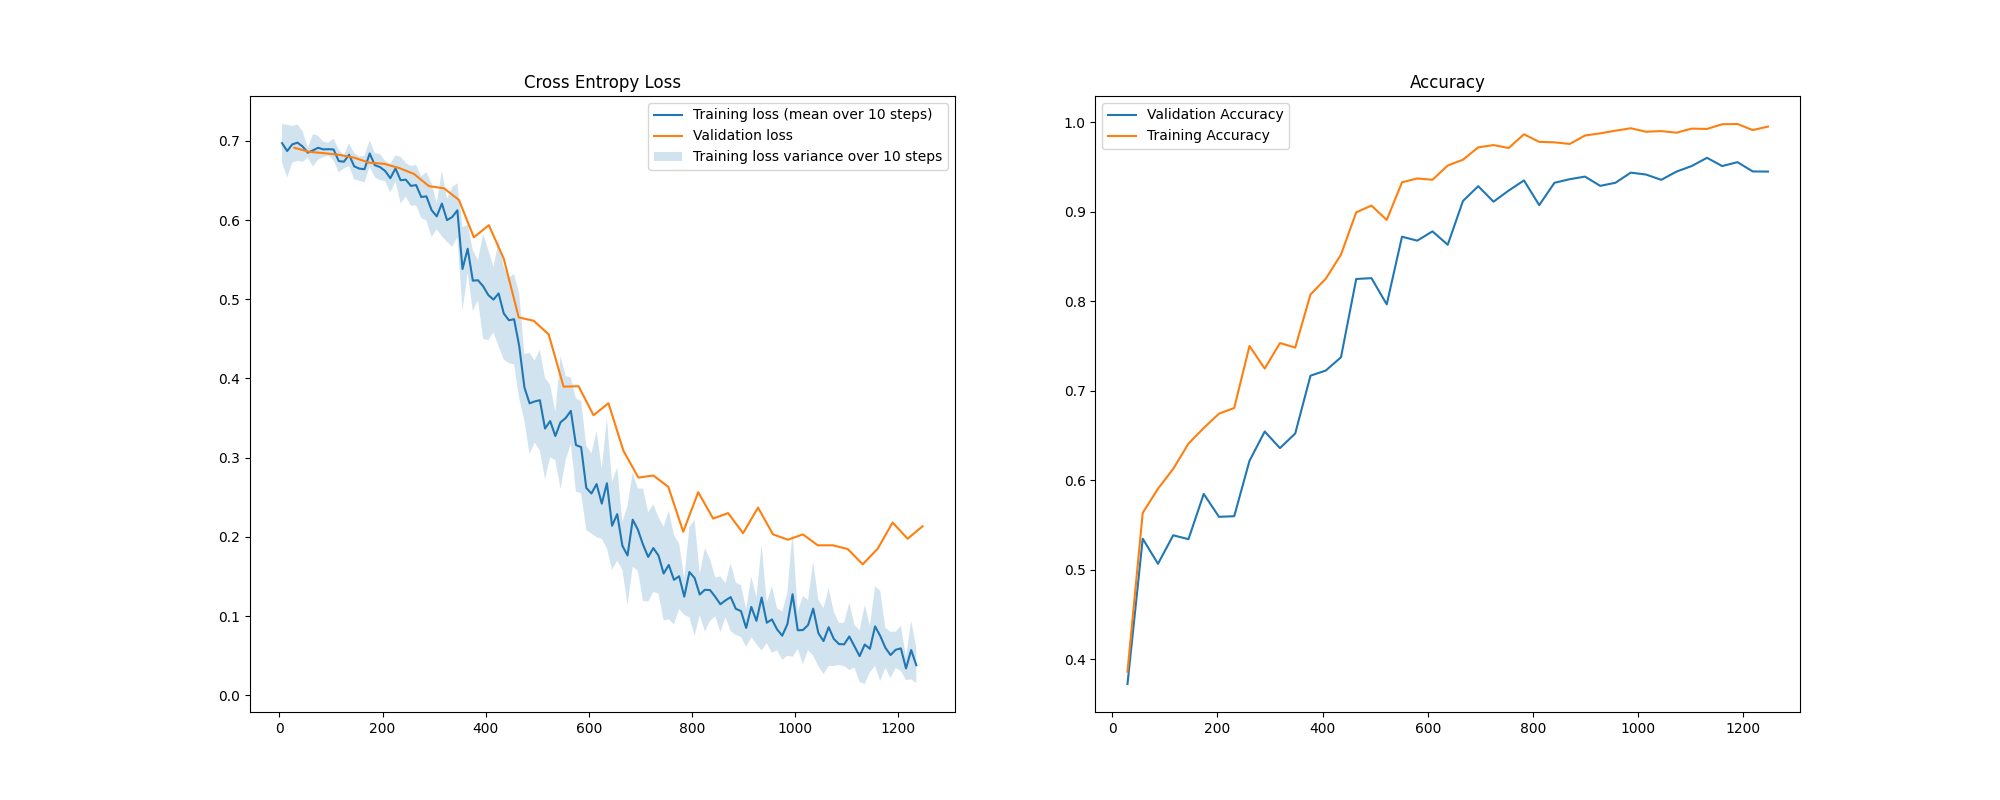 Cross Entropy Loss
Training loss (mean over 10 steps)
Validation loss
Training loss variance over 10 steps
0.7
0.6
0.5
0.4
0.3
0.2
0.1
0.0
0 200 400 600 800 1000 1200
Accuracy
Validation Accuracy
Training Accuracy
1.0
0.9
0.8
0.7
0.6
0.5
0.4
0 200 400 600 800 1000 1200